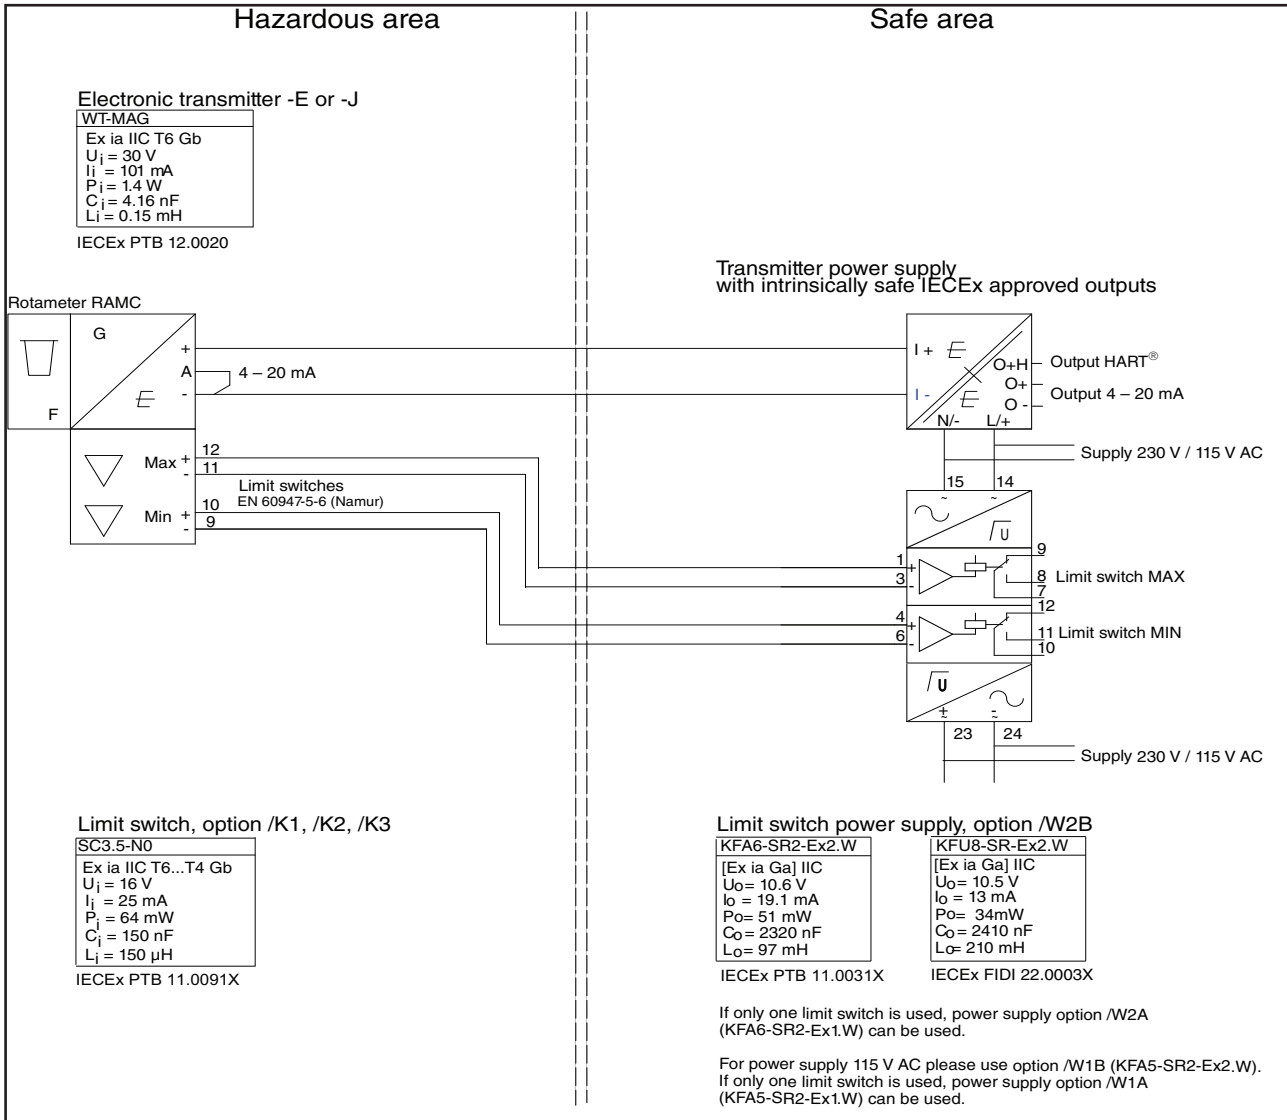 Hazardous area
Safe area
Electronic transmitter -E or -J
WT-MAG
Ex ia IIC T6 Gb
Ui = 30 V
Ii = 101 mA
Pi = 1.4 W
Ci = 4.16 nF
Li = 0.15 mH
IECEx PTB 12.0020
Transmitter power supply
with intrinsically safe IECEx approved outputs
Rotameter RAMC
G
F
E
+
A
-
4 – 20 mA
I +
I -
E
E
O+H
O+
O -
N/-
L/+
Output HART®
Output 4 – 20 mA
Supply 230 V / 115 V AC
15
14
~
~
U
Max +
-
12
11
Limit switches
EN 60947-5-6 (Namur)
Min +
-
10
9
1
3
+
-
9
8
7
Limit switch MAX
4
6
+
-
12
11
10
Limit switch MIN
U
+
~
-
~
23
24
Supply 230 V / 115 V AC
Limit switch, option /K1, /K2, /K3
SC3.5-N0
Ex ia IIC T6...T4 Gb
Ui = 16 V
Ii = 25 mA
Pi = 64 mW
Ci = 150 nF
Li = 150 µH
IECEx PTB 11.0091X
Limit switch power supply, option /W2B
KFA6-SR2-Ex2.W
[Ex ia Ga] IIC
Uo= 10.6 V
Io = 19.1 mA
Po= 51 mW
Co = 2320 nF
Lo= 97 mH
IECEx PTB 11.0031X
KFU8-SR-Ex2.W
[Ex ia Ga] IIC
Uo= 10.5 V
Io = 13 mA
Po= 34mW
Co = 2410 nF
Lo= 210 mH
IECEx FIDI 22.0003X
If only one limit switch is used, power supply option /W2A
(KFA6-SR2-Ex1.W) can be used.
For power supply 115 V AC please use option /W1B (KFA5-SR2-Ex2.W).
If only one limit switch is used, power supply option /W1A
(KFA5-SR2-Ex1.W) can be used.